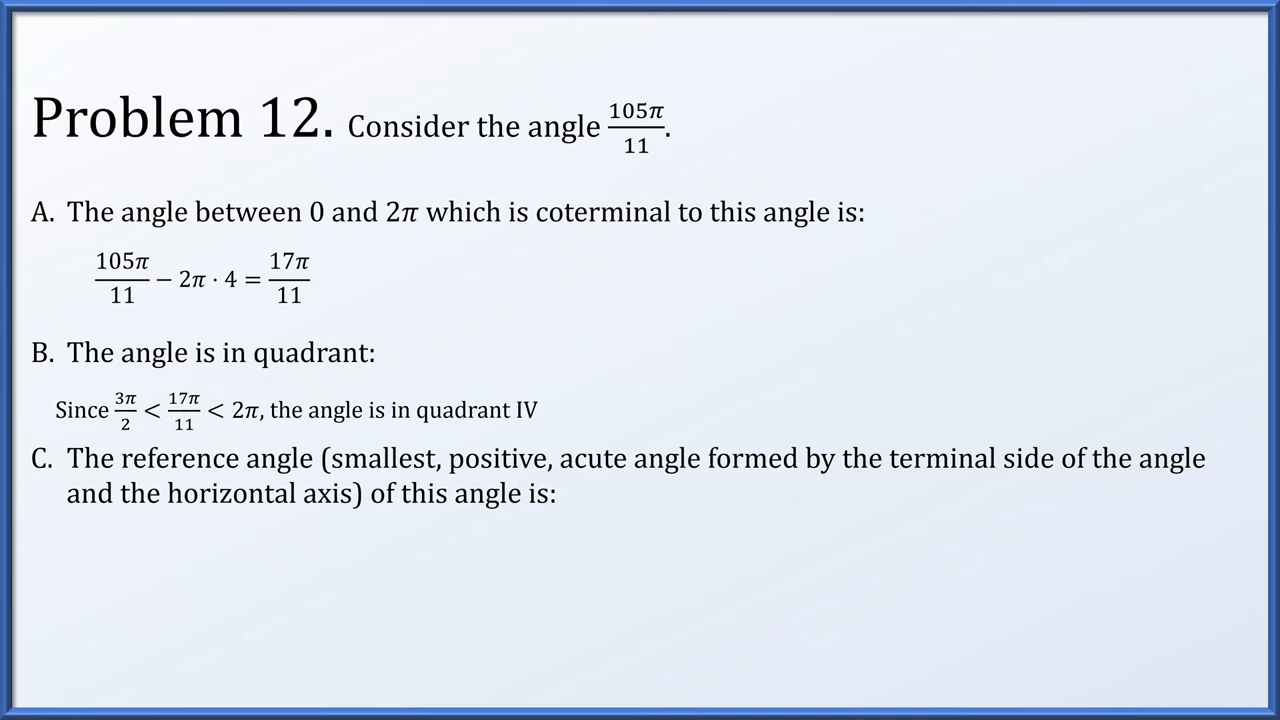 Problem 12. Consider the angle 105π/11.
A. The angle between 0 and 2π which is coterminal to this angle is:
105π/11 − 2π · 4 = 17π/11
B. The angle is in quadrant:
Since 3π/2 < 17π/11 < 2π, the angle is in quadrant IV
C. The reference angle (smallest, positive, acute angle formed by the terminal side of the angle
and the horizontal axis) of this angle is: